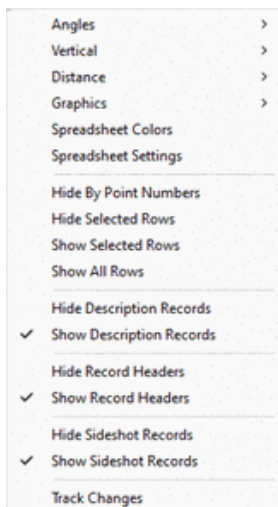 Angles
Vertical
Distance
Graphics
Spreadsheet Colors
Spreadsheet Settings
Hide By Point Numbers
Hide Selected Rows
Show Selected Rows
Show All Rows
Hide Description Records
Show Description Records
Hide Record Headers
Show Record Headers
Hide Sideshot Records
Show Sideshot Records
Track Changes